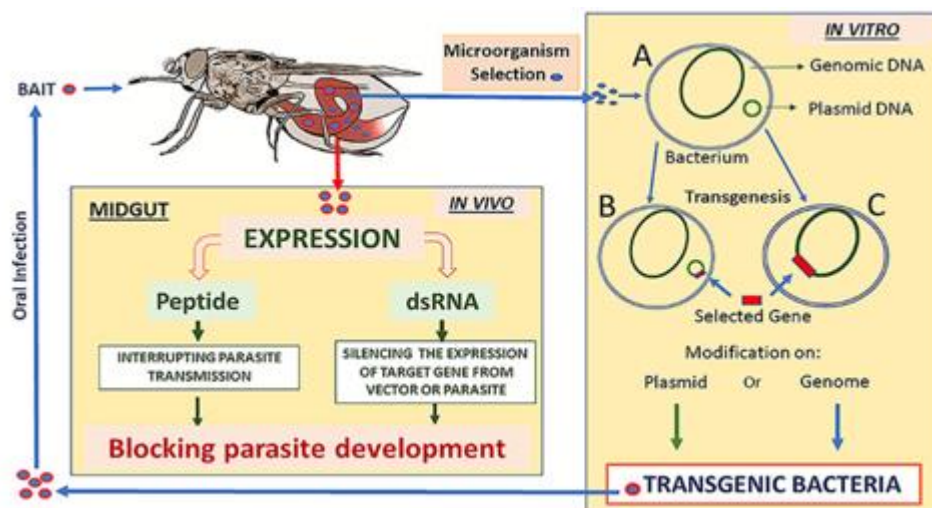 IN VITRO
Microorganism
Selection
A
Genomic DNA
BAIT
Plasmid DNA
Bacterium
MIDGUT
IN VIVO
Transgenesis
B
C
EXPRESSION
Oral Infection
Peptide
dsRNA
Selected Gene
INTERRUPTING PARASITE
TRANSMISSION
SILENCING THE EXPRESSION
OF TARGET GENE FROM
VECTOR OR PARASITE
Modification on:
Plasmid Or Genome
Blocking parasite development
TRANSGENIC BACTERIA